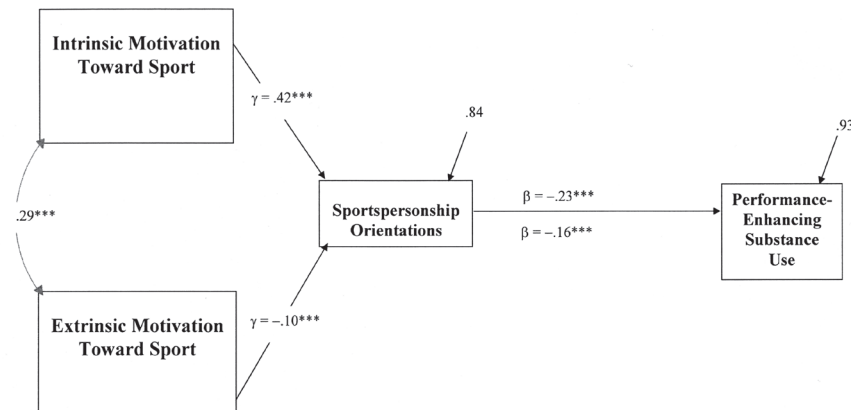 Intrinsic Motivation
Toward Sport
γ = .42***
.84
.93
.29***
Sportspersonship
Orientations
β = –.23***
β = –.16***
Performance-
Enhancing
Substance
Use
γ = –.10***
Extrinsic Motivation
Toward Sport